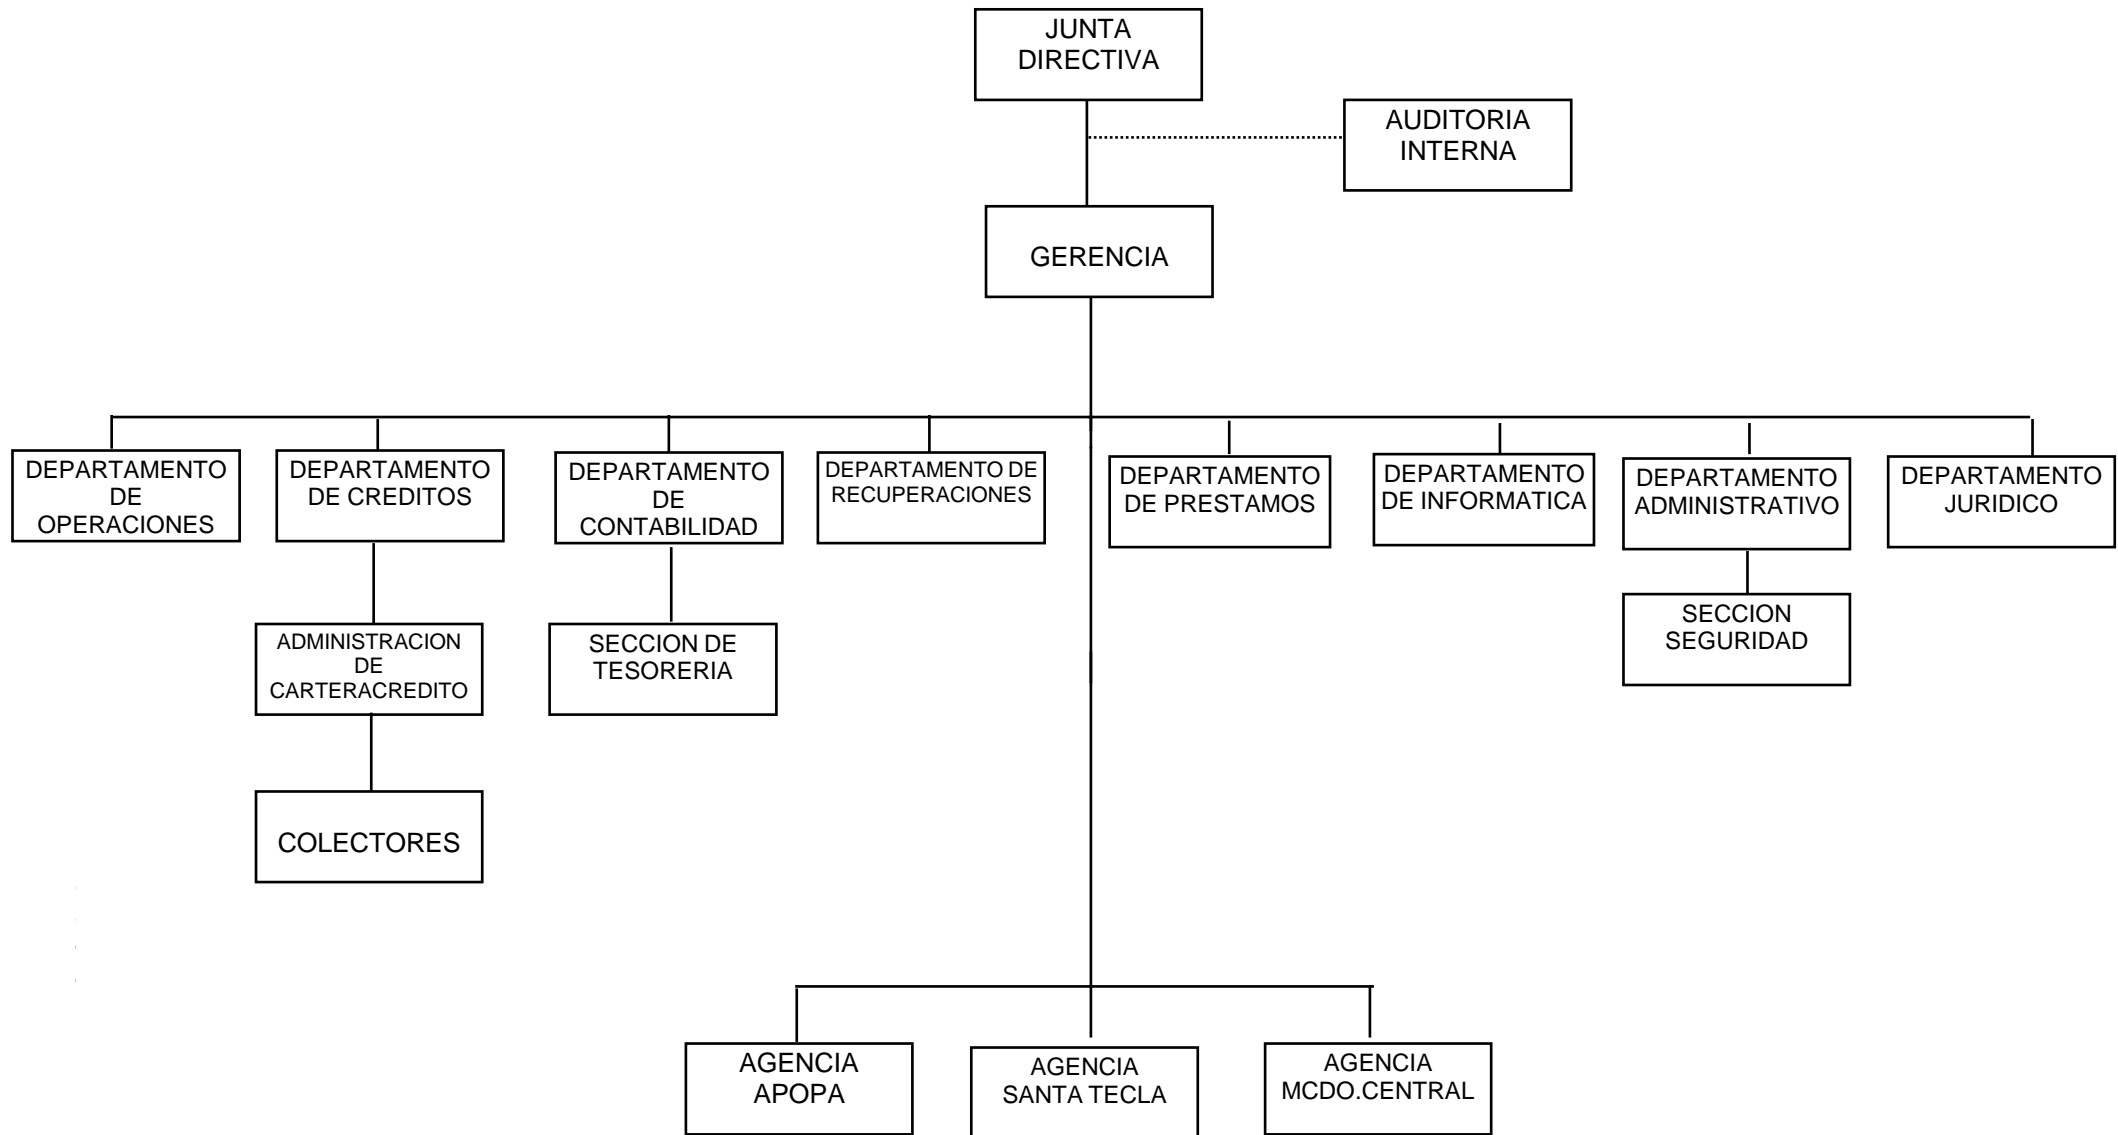 JUNTA
DIRECTIVA
AUDITORIA
INTERNA
GERENCIA
DEPARTAMENTO
DE
OPERACIONES
DEPARTAMENTO
DE CREDITOS
DEPARTAMENTO
DE
CONTABILIDAD
DEPARTAMENTO DE
RECUPERACIONES
DEPARTAMENTO
DE PRESTAMOS
DEPARTAMENTO
DE INFORMATICA
DEPARTAMENTO
ADMINISTRATIVO
DEPARTAMENTO
JURIDICO
ADMINISTRACION
DE
CARTERACREDITO
SECCION DE
TESORERIA
SECCION
SEGURIDAD
COLECTORES
AGENCIA
APOPA
AGENCIA
SANTA TECLA
AGENCIA
MCDO.CENTRAL